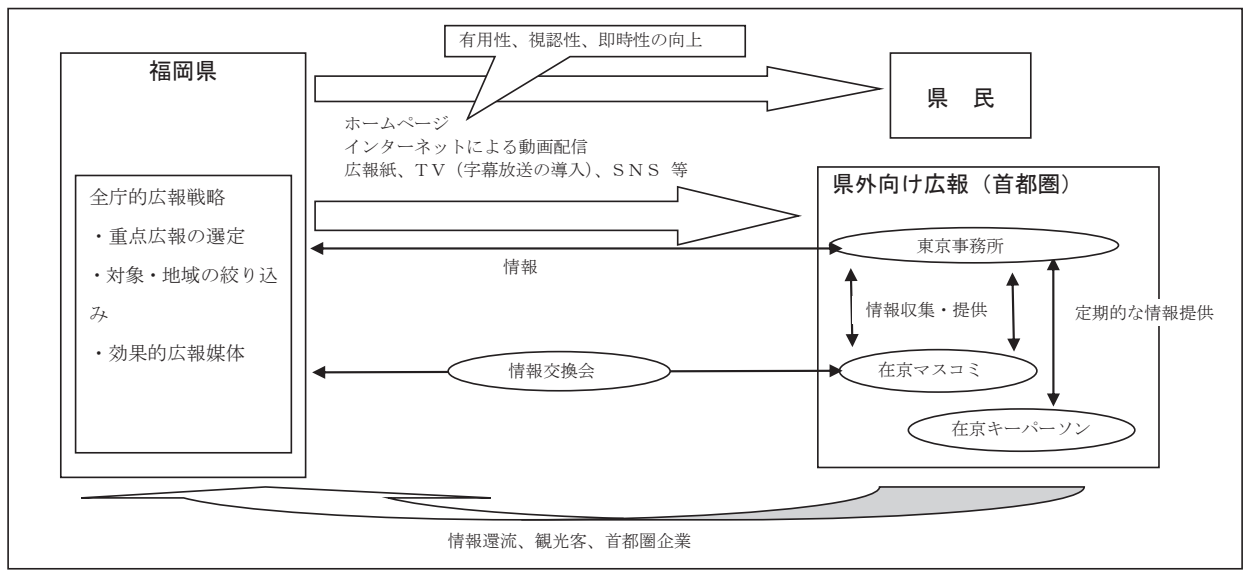 有用性、視認性、即時性の向上
福岡県
県 民
ホームページ
インターネットによる動画配信
広報紙、TV（字幕放送の導入）、SNS 等
全庁的広報戦略
・重点広報の選定
・対象・地域の絞り込
み
・効果的広報媒体
県外向け広報（首都圏）
東京事務所
情報
情報収集・提供
定期的な情報提供
情報交換会
在京マスコミ
在京キーパーソン
情報還流、観光客、首都圏企業